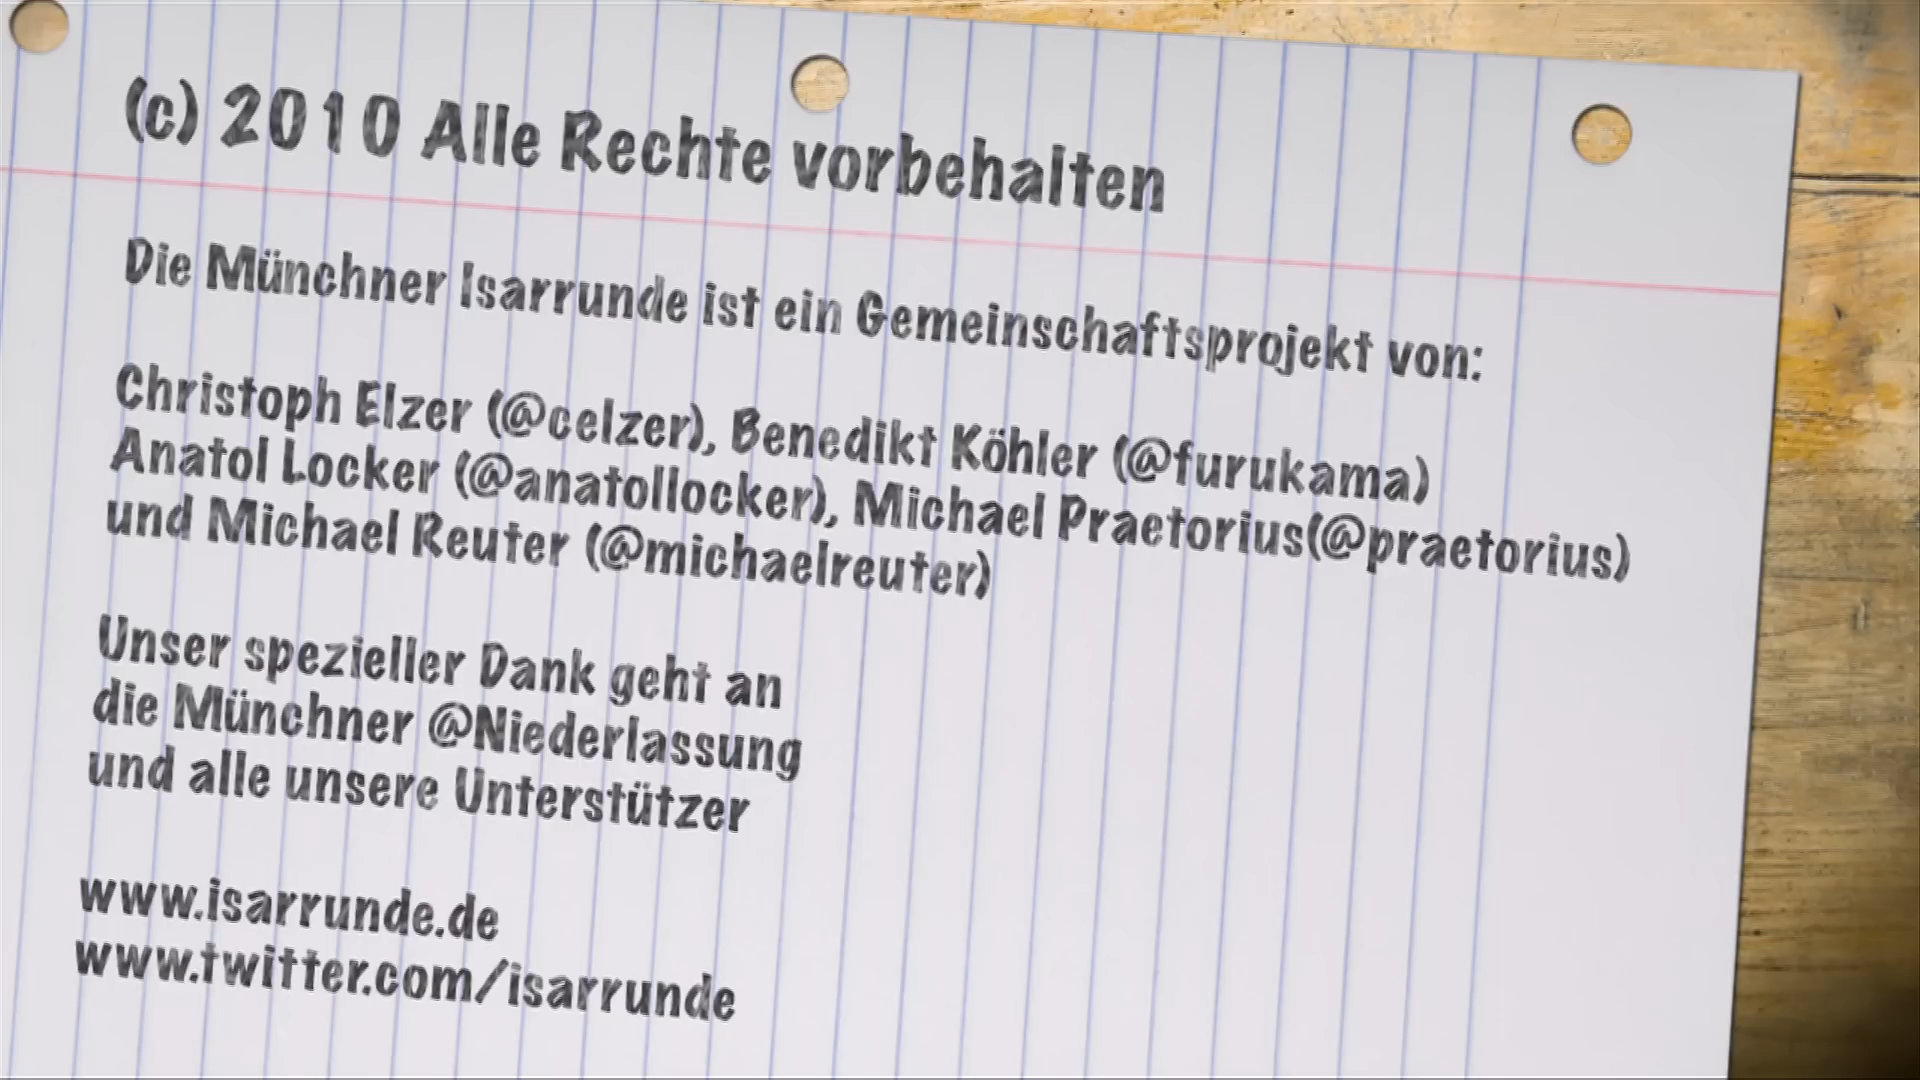 (c) 2010 Alle Rechte vorbehalten
Die Münchner Isarrunde ist ein Gemeinschaftsprojekt von:
Christoph Elzer (@celzer), Benedikt Köhler (@furukama)
Anatol Locker (@anatollocker), Michael Praetorius(@praetorius)
und Michael Reuter (@michaelreuter)
Unser spezieller Dank geht an
die Münchner @Niederlassung
und alle unsere Unterstützer
www.isarrunde.de
www.twitter.com/isarrunde